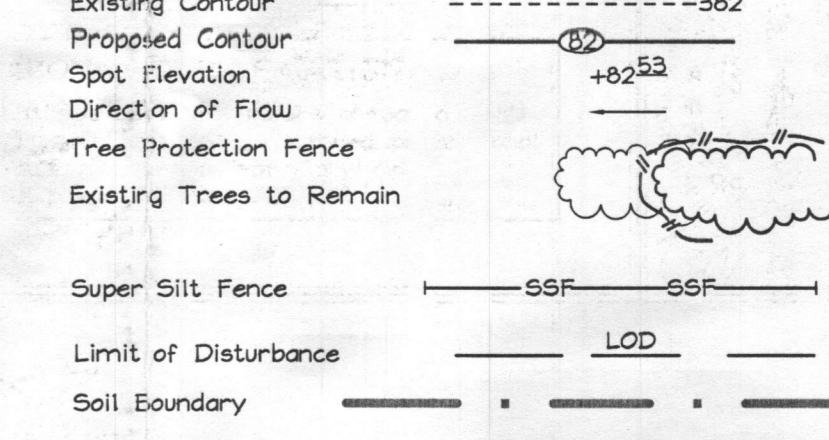 Existing Contour 382
Proposed Contour 82
Spot Elevation +82 53
Direction of Flow
Tree Protection Fence
Existing Trees to Remain
Super Silt Fence SSF SSF
Limit of Disturbance LOD
Soil Boundary